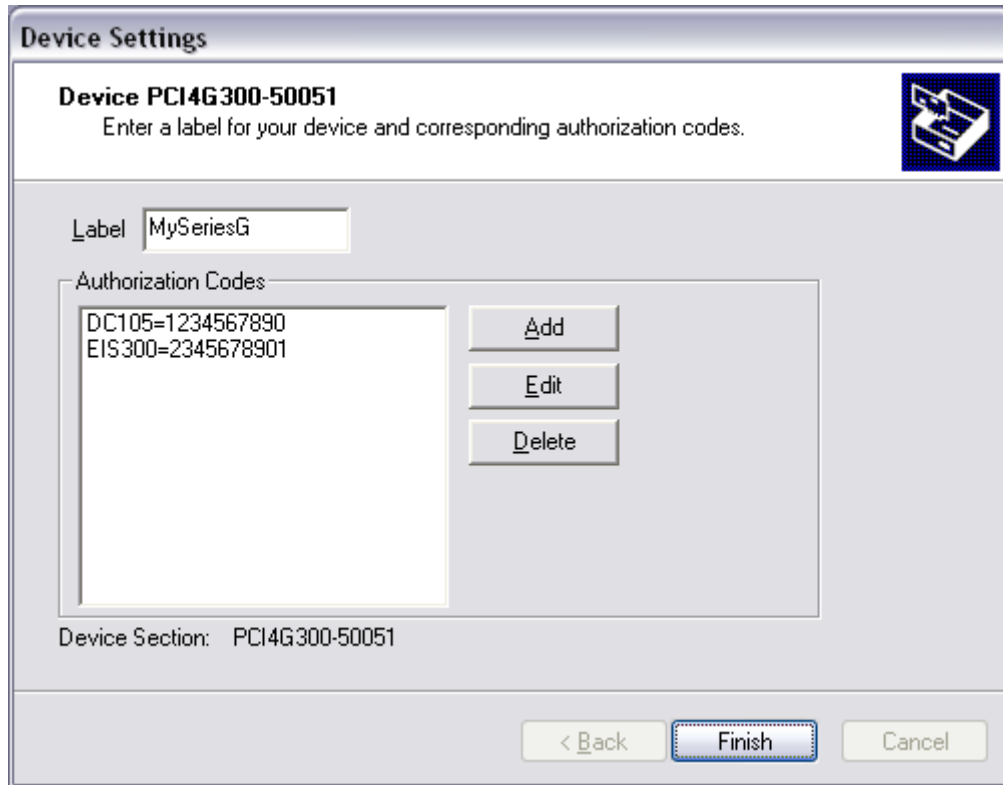 Device Settings
Device PCI4G300-50051
Enter a label for your device and corresponding authorization codes.
Label MySeriesG
Authorization Codes
DC105=1234567890
EIS300=2345678901
Add
Edit
Delete
Device Section: PCI4G300-50051
< Back Finish Cancel